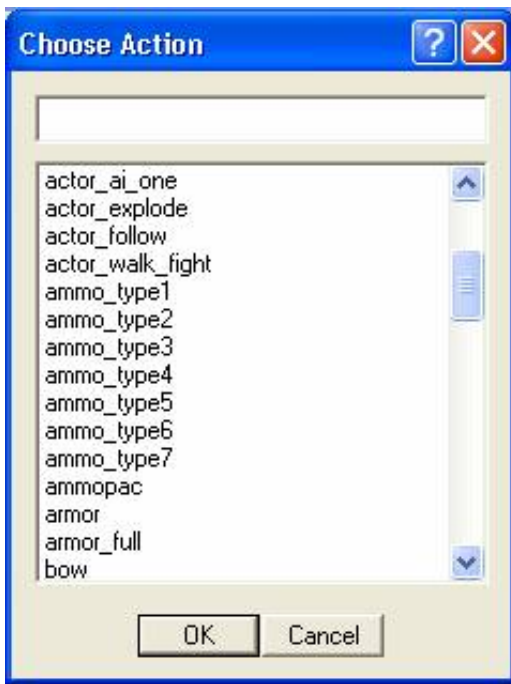 Choose Action
actor_ai_one
actor_explode
actor_follow
actor_walk_fight
ammo_type1
ammo_type2
ammo_type3
ammo_type4
ammo_type5
ammo_type6
ammo_type7
ammopac
armor
armor_full
bow
OK Cancel